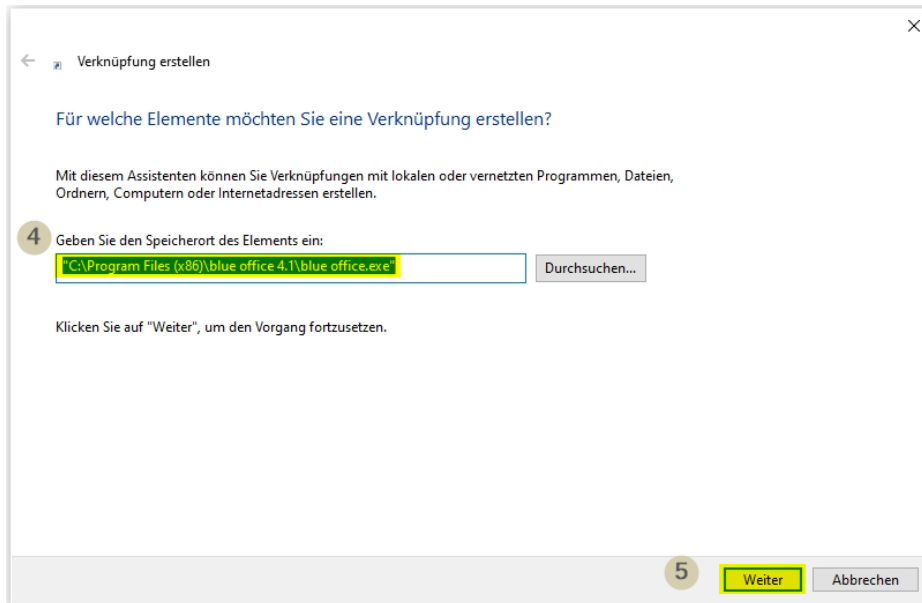 Verknüpfung erstellen
Für welche Elemente möchten Sie eine Verknüpfung erstellen?
Mit diesem Assistenten können Sie Verknüpfungen mit lokalen oder vernetzten Programmen, Dateien,
Ordnern, Computern oder Internetadressen erstellen.
4 Geben Sie den Speicherort des Elements ein:
"C:\Program Files (x86)\blue office 4.1\blue office.exe" Durchsuchen...
Klicken Sie auf "Weiter", um den Vorgang fortzusetzen.
5 Weiter Abbrechen